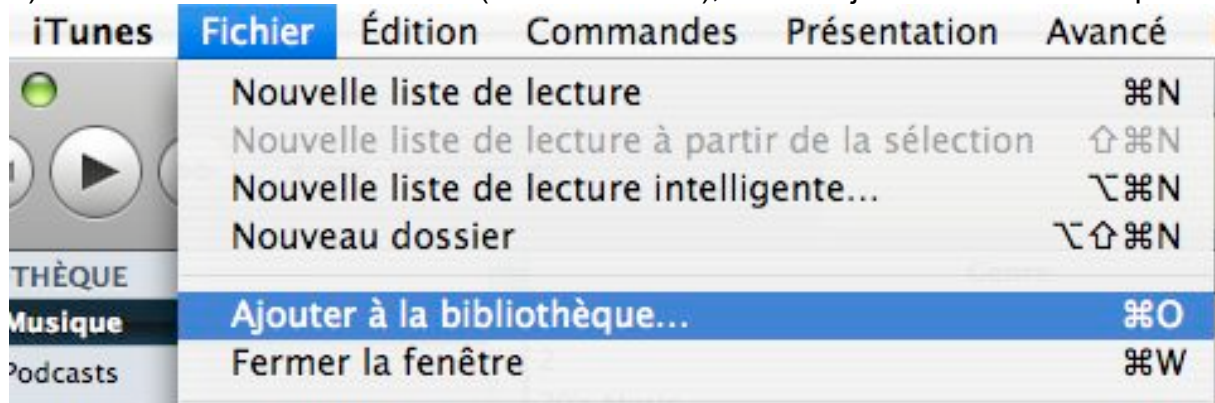 iTunes Fichier Édition Commandes Présentation Avancé
Nouvelle liste de lecture ⌘N
Nouvelle liste de lecture à partir de la sélection ⇧⌘N
Nouvelle liste de lecture intelligente... ⌥⌘N
Nouveau dossier ⌥⇧⌘N
THÈQUE
Musique Ajouter à la bibliothèque... ⌘O
Podcasts Fermer la fenêtre ⌘W